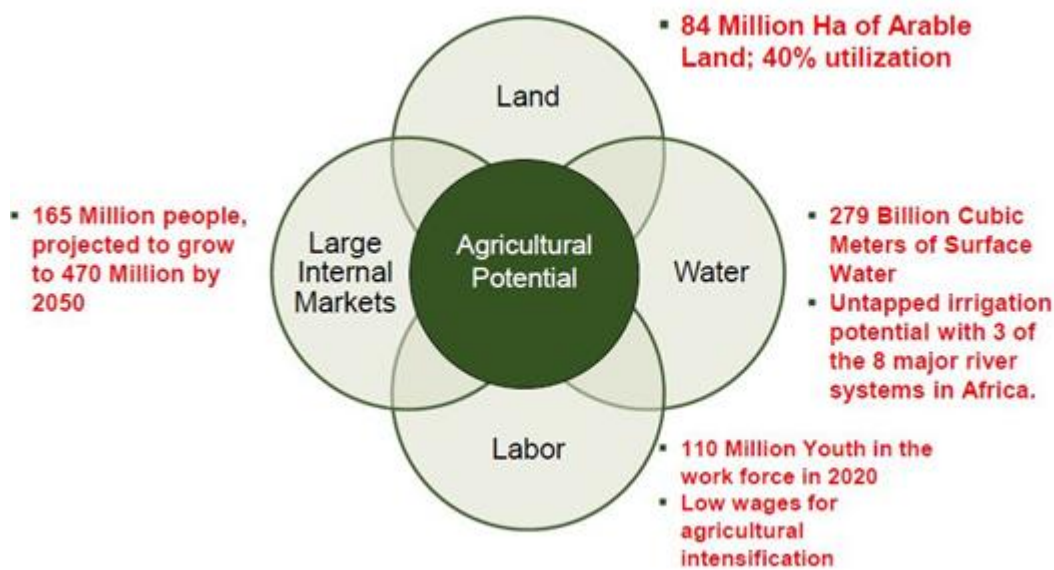 ▪ 84 Million Ha of Arable
Land; 40% utilization
Land
▪ 165 Million people,
projected to grow
to 470 Million by
2050
Large
Internal
Markets
Agricultural
Potential
Water
▪ 279 Billion Cubic
Meters of Surface
Water
▪ Untapped irrigation
potential with 3 of
the 8 major river
systems in Africa.
Labor
▪ 110 Million Youth in the
work force in 2020
▪ Low wages for
agricultural
intensification